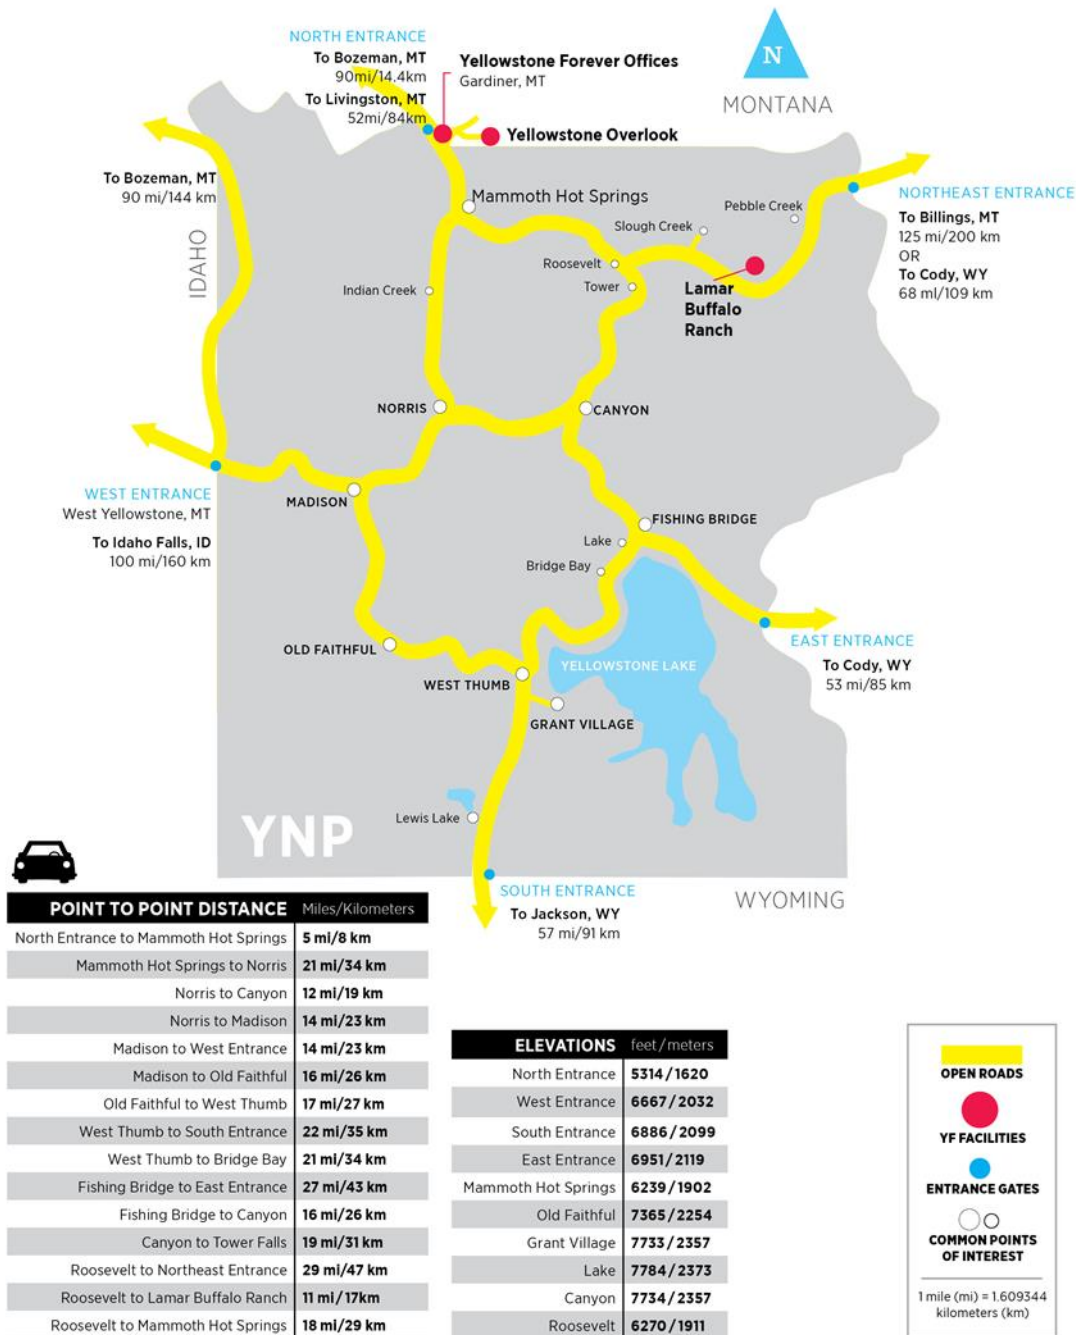 NORTH ENTRANCE
To Bozeman, MT
90mi/14.4km
To Livingston, MT
52mi/84km
Yellowstone Forever Offices
Gardiner, MT
N
MONTANA
Yellowstone Overlook
To Bozeman, MT
90 mi/144 km
IDAHO
Mammoth Hot Springs
Pebble Creek
Slough Creek
NORTHEAST ENTRANCE
To Billings, MT
125 mi/200 km
OR
To Cody, WY
68 ml/109 km
Roosevelt
Tower
Lamar
Buffalo
Ranch
Indian Creek
NORRIS
CANYON
WEST ENTRANCE
West Yellowstone, MT
To Idaho Falls, ID
100 mi/160 km
MADISON
FISHING BRIDGE
Lake
Bridge Bay
EAST ENTRANCE
To Cody, WY
53 mi/85 km
OLD FAITHFUL
YELLOWSTONE LAKE
WEST THUMB
GRANT VILLAGE
Lewis Lake
YNP
SOUTH ENTRANCE
To Jackson, WY
57 mi/91 km
WYOMING
POINT TO POINT DISTANCE Miles/Kilometers
North Entrance to Mammoth Hot Springs 5 mi/8 km
Mammoth Hot Springs to Norris 21 mi/34 km
Norris to Canyon 12 mi/19 km
Norris to Madison 14 mi/23 km
Madison to West Entrance 14 mi/23 km
Madison to Old Faithful 16 mi/26 km
Old Faithful to West Thumb 17 mi/27 km
West Thumb to South Entrance 22 mi/35 km
West Thumb to Bridge Bay 21 mi/34 km
Fishing Bridge to East Entrance 27 mi/43 km
Fishing Bridge to Canyon 16 mi/26 km
Canyon to Tower Falls 19 mi/31 km
Roosevelt to Northeast Entrance 29 mi/47 km
Roosevelt to Lamar Buffalo Ranch 11 mi/17km
Roosevelt to Mammoth Hot Springs 18 mi/29 km
ELEVATIONS feet/meters
North Entrance 5314/1620
West Entrance 6667/2032
South Entrance 6886/2099
East Entrance 6951/2119
Mammoth Hot Springs 6239/1902
Old Faithful 7365/2254
Grant Village 7733/2357
Lake 7784/2373
Canyon 7734/2357
Roosevelt 6270/1911
OPEN ROADS
YF FACILITIES
ENTRANCE GATES
COMMON POINTS
OF INTEREST
1 mile (mi) = 1.609344
kilometers (km)